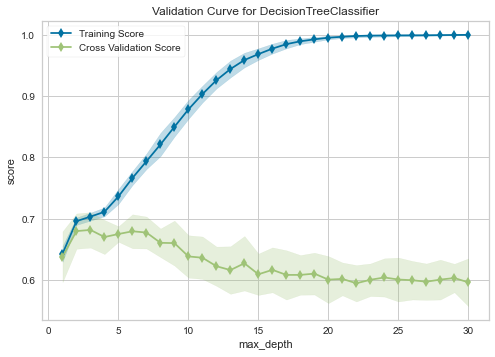 Validation Curve for DecisionTreeClassifier
Training Score
Cross Validation Score
1.0
0.9
0.8
0.7
0.6
score
0
5
10
15
20
25
30
max_depth